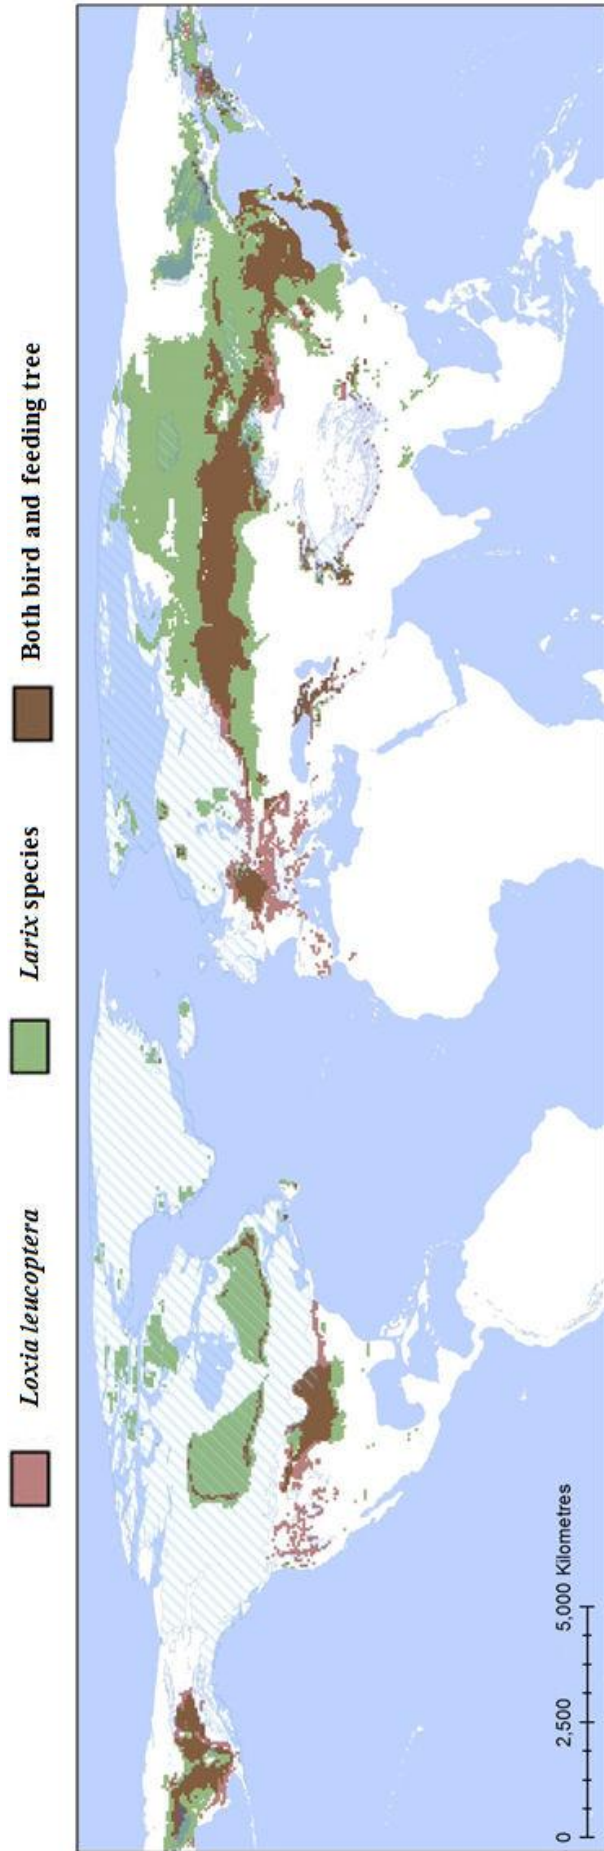 Loxia leucoptera
Larix species
Both bird and feeding tree
0 2,500 5,000 Kilometres